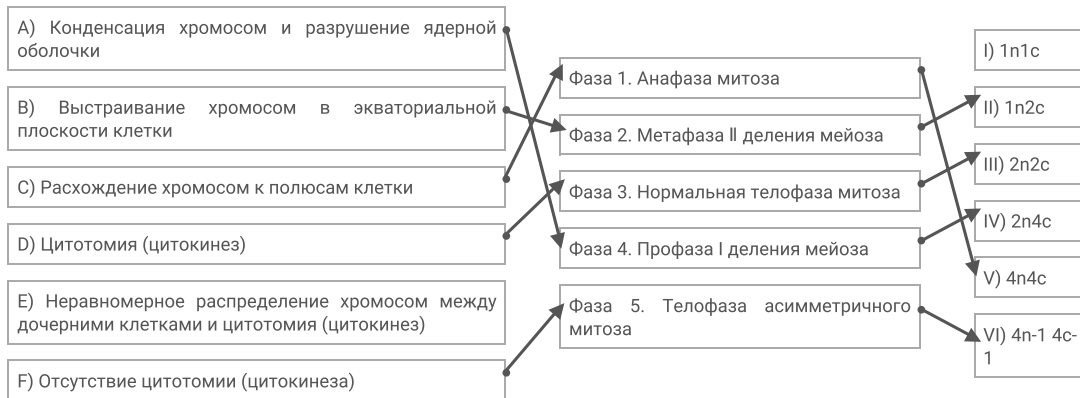 A) Конденсация хромосом и разрушение ядерной
оболочки
B) Выстраивание хромосом в экваториальной
плоскости клетки
C) Расхождение хромосом к полюсам клетки
D) Цитотомия (цитокинез)
E) Неравномерное распределение хромосом между
дочерними клетками и цитотомия (цитокинез)
F) Отсутствие цитотомии (цитокинеза)
Фаза 1. Анафаза митоза
Фаза 2. Метафаза II деления мейоза
Фаза 3. Нормальная телофаза митоза
Фаза 4. Профаза I деления мейоза
Фаза 5. Телофаза асимметричного
митоза
I) 1n1c
II) 1n2c
III) 2n2c
IV) 2n4c
V) 4n4c
VI) 4n-1 4c-
1